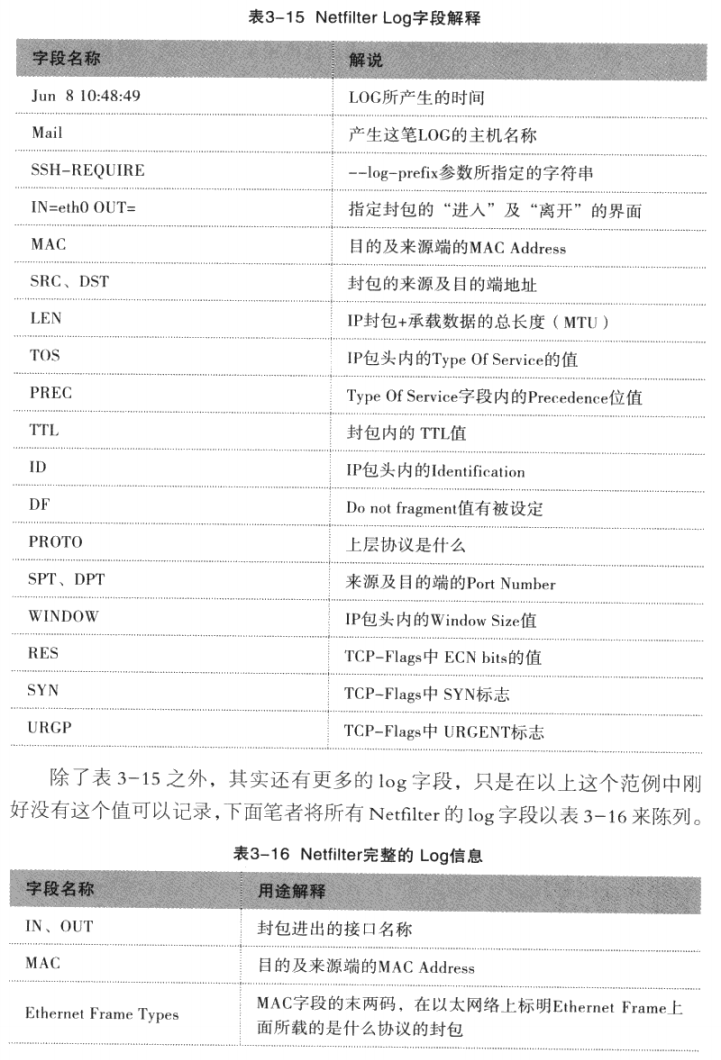 表3-15 Netfilter Log字段解释
字段名称 解说
Jun 8 10:48:49 LOG所产生的时间
Mail 产生这笔LOG的主机名称
SSH-REQUIRE --log-prefix参数所指定的字符串
IN=eth0 OUT= 指定封包的“进入”及“离开”的界面
MAC 目的及来源端的MAC Address
SRC、DST 封包的来源及目的端地址
LEN IP封包+承载数据的总长度(MTU)
TOS IP包头内的Type Of Service的值
PREC Type Of Service字段内的Precedence位值
TTL 封包内的 TTL值
ID IP包头内的Identification
DF Do not fragment值有被设定
PROTO 上层协议是什么
SPT、DPT 来源及目的端的Port Number
WINDOW IP包头内的Window Size值
RES TCP-Flags中 ECN bits的值
SYN TCP-Flags中 SYN标志
URGP TCP-Flags中 URGENT标志
除了表 3-15 之外，其实还有更多的 log 字段，只是在以上这个范例中刚
好没有这个值可以记录，下面笔者将所有 Netfilter 的 log 字段以表 3-16 来陈列。
表3-16 Netfilter完整的 Log信息
字段名称 用途解释
IN、OUT 封包进出的接口名称
MAC 目的及来源端的MAC Address
Ethernet Frame Types MAC字段的末两码，在以太网络上标明Ethernet Frame上
面所载的是什么协议的封包